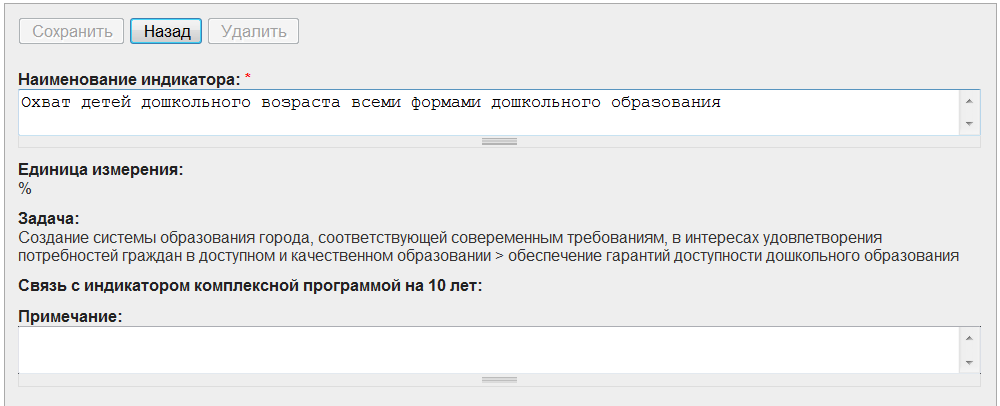 Сохранить Назад Удалить
Наименование индикатора: *
Охват детей дошкольного возраста всеми формами дошкольного образования
Единица измерения:
%
Задача:
Создание системы образования города, соответствующей совеременным требованиям, в интересах удовлетворения
потребностей граждан в доступном и качественном образовании > обеспечение гарантий доступности дошкольного образования
Связь с индикатором комплексной программой на 10 лет:
Примечание: